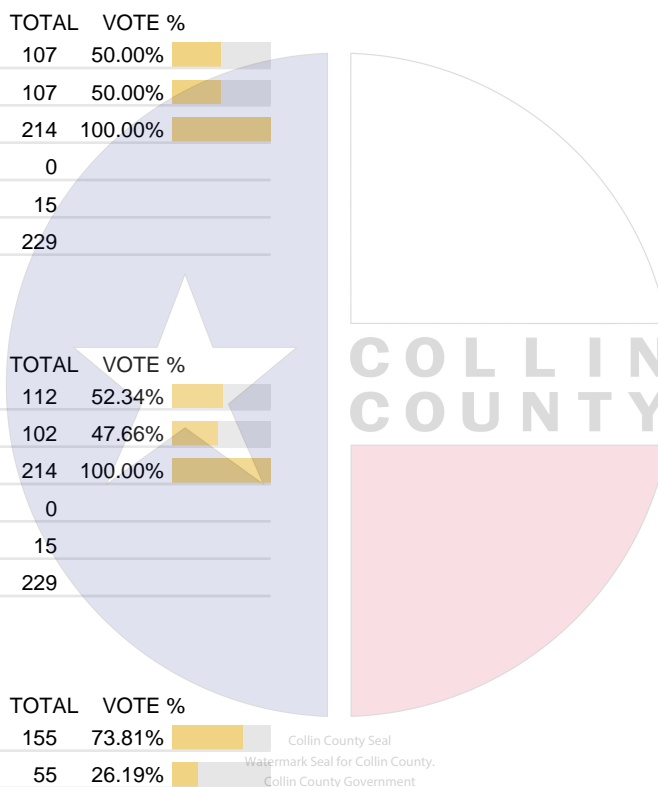 TOTAL VOTE %
107 50.00%
107 50.00%
214 100.00%
0
15
229
TOTAL VOTE %
COLLIN
COUNTY
112 52.34%
102 47.66%
214 100.00%
0
15
229
TOTAL VOTE %
155 73.81%
Collin County Seal
Watermark Seal for Collin County.
55 26.19%
Collin County Government